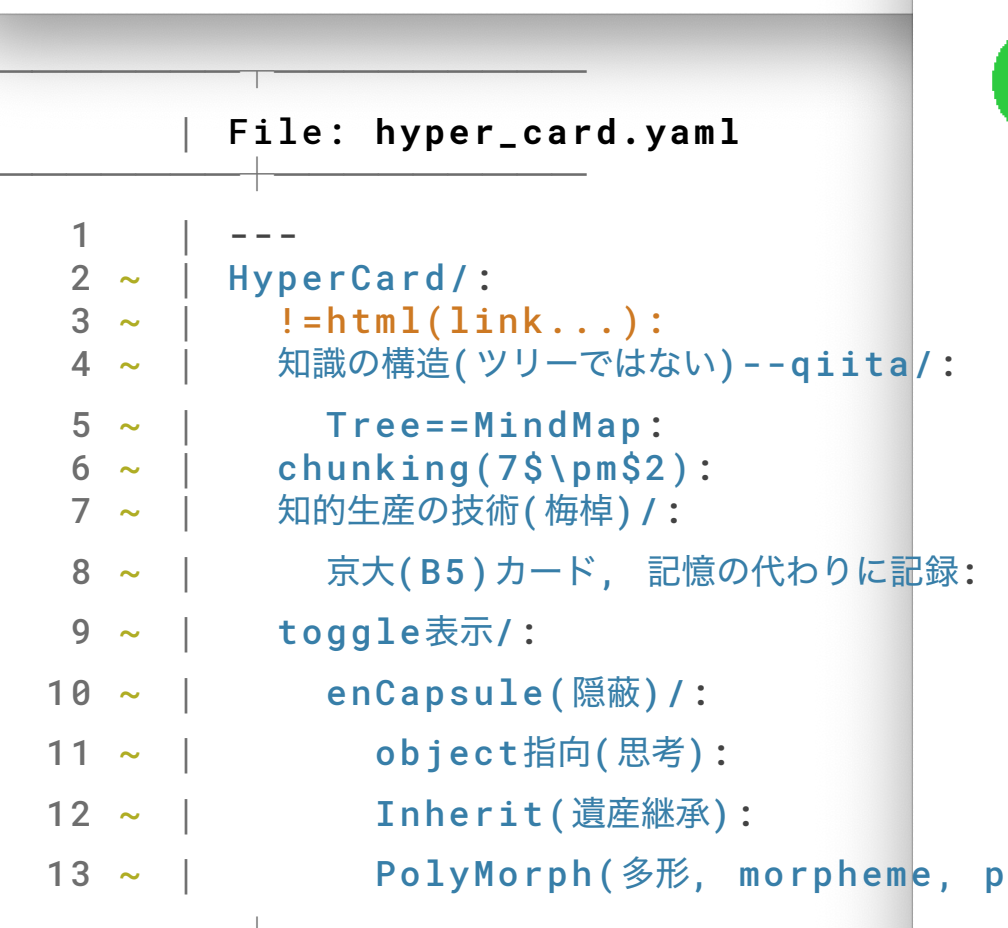 | File: hyper_card.yaml
1 | ---
2 ~ | HyperCard/:
3 ~ | !=html(link...):
4 ~ | 知識の構造(ツリーではない)--qiita/:
5 ~ | Tree==MindMap:
6 ~ | chunking(7$\pm$2):
7 ~ | 知的生産の技術(梅棹)/:
8 ~ | 京大(B5)カード, 記憶の代わりに記録:
9 ~ | toggle表示/:
10 ~ | enCapsule(隠蔽)/:
11 ~ | object指向(思考):
12 ~ | Inherit(遺産継承):
13 ~ | PolyMorph(多形, morpheme, p